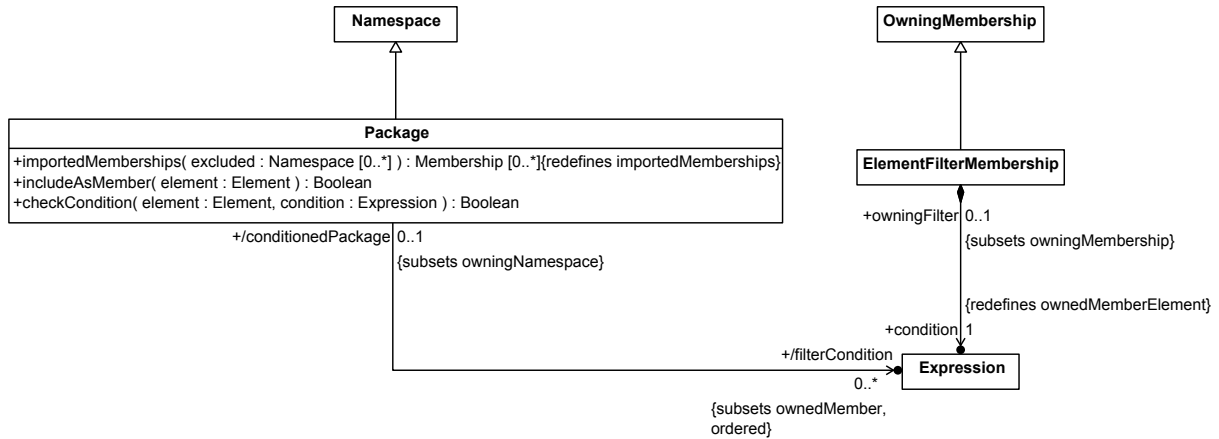 Namespace
OwningMembership
Package
+importedMemberships( excluded : Namespace [0..*] ) : Membership [0..*]{redefines importedMemberships}
+includeAsMember( element : Element ) : Boolean
+checkCondition( element : Element, condition : Expression ) : Boolean
ElementFilterMembership
+/conditionedPackage 0..1
{subsets owningNamespace}
+owningFilter 0..1
{subsets owningMembership}
{redefines ownedMemberElement}
+condition 1
+/filterCondition
0..*
{subsets ownedMember,
ordered}
Expression